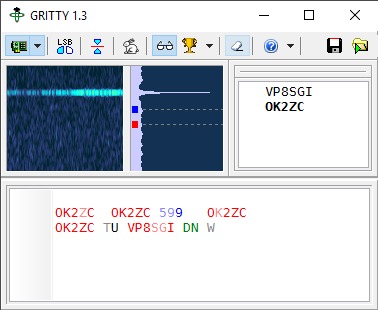 GRITTY 1.3
LSB
VP8SGI
OK2ZC
OK2ZC OK2ZC 599 OK2ZC
OK2ZC TU VP8SGI DN W